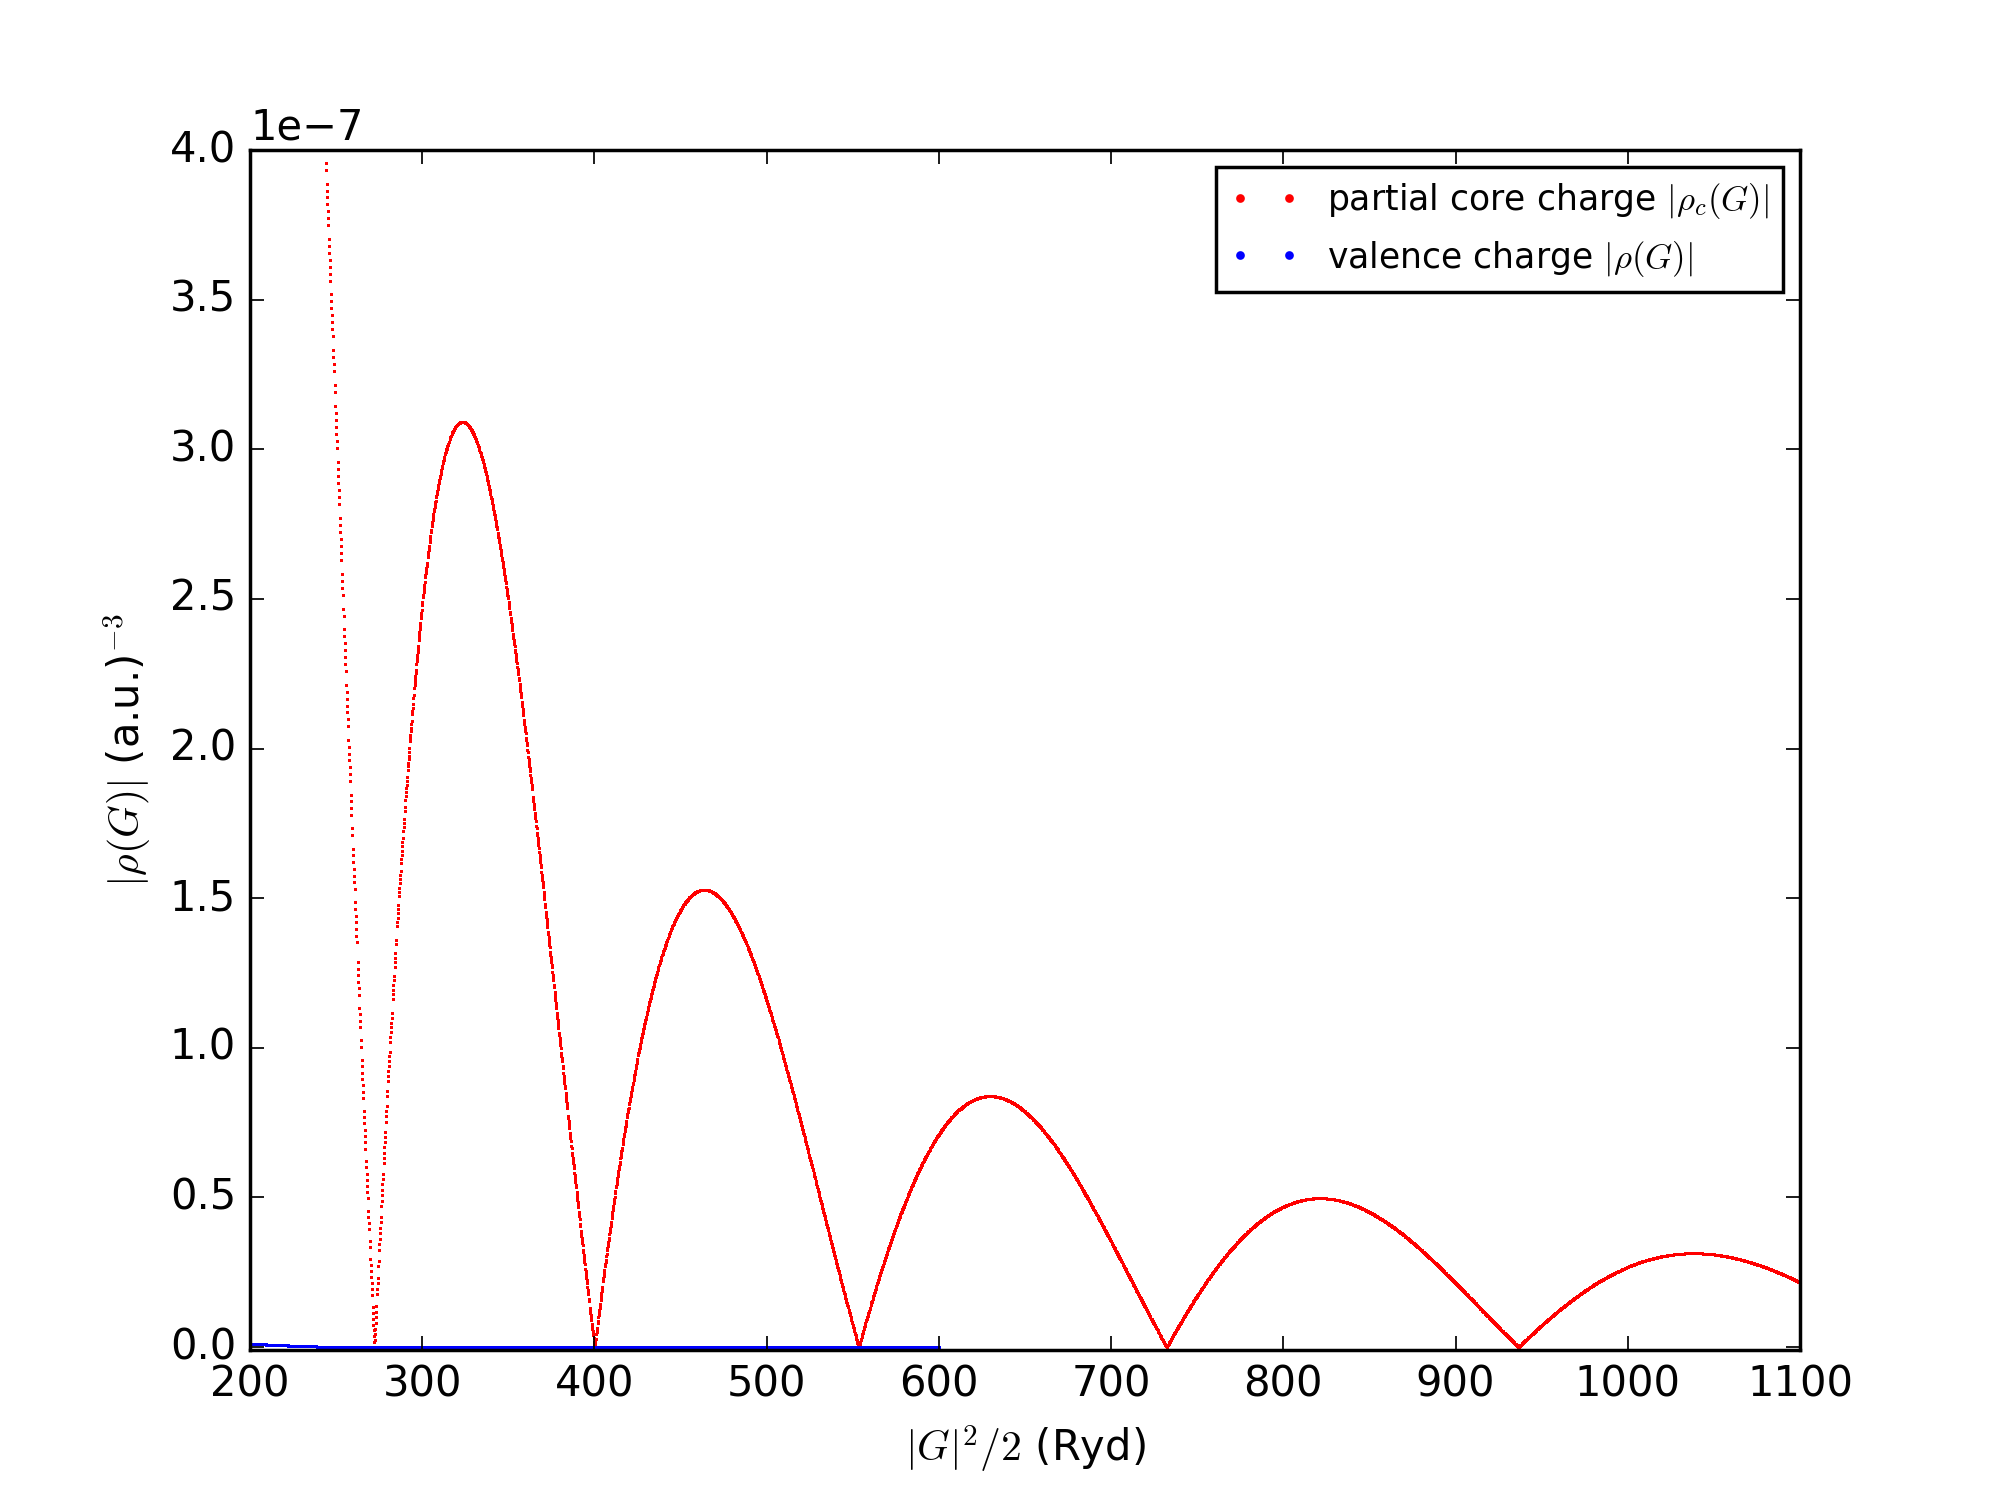 1e−7
4.0
3.5
3.0
2.5
2.0
1.5
1.0
0.5
0.0
|ρ(G)| (a.u.)⁻³
partial core charge |ρ_c(G)|
valence charge |ρ(G)|
200 300 400 500 600 700 800 900 1000 1100
|G|²/2 (Ryd)